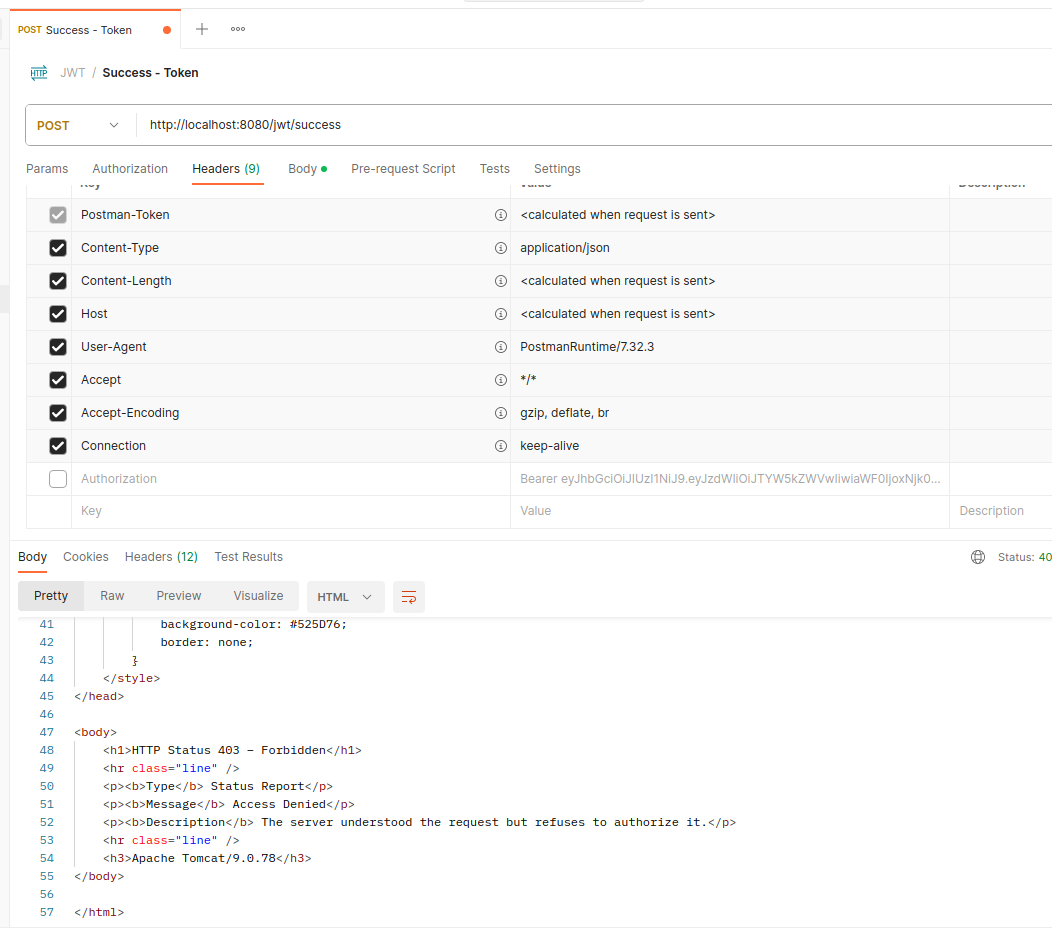 POST Success - Token
HTTP JWT / Success - Token
POST http://localhost:8080/jwt/success
Params Authorization Headers (9) Body Pre-request Script Tests Settings
Key Value Description
Postman-Token <calculated when request is sent>
Content-Type application/json
Content-Length <calculated when request is sent>
Host <calculated when request is sent>
User-Agent PostmanRuntime/7.32.3
Accept */*
Accept-Encoding gzip, deflate, br
Connection keep-alive
Authorization Bearer eyJhbGciOiJIUzI1NiJ9.eyJzdWIiOiJTYW5kZWVwIiwiaWF0IjoxNjk0...
Key Value Description
Body Cookies Headers (12) Test Results Status: 40
Pretty Raw Preview Visualize HTML
41 background-color: #525D76;
42 border: none;
43 }
44 </style>
45 </head>
46
47 <body>
48 <h1>HTTP Status 403 – Forbidden</h1>
49 <hr class="line" />
50 <p><b>Type</b> Status Report</p>
51 <p><b>Message</b> Access Denied</p>
52 <p><b>Description</b> The server understood the request but refuses to authorize it.</p>
53 <hr class="line" />
54 <h3>Apache Tomcat/9.0.78</h3>
55 </body>
56
57 </html>